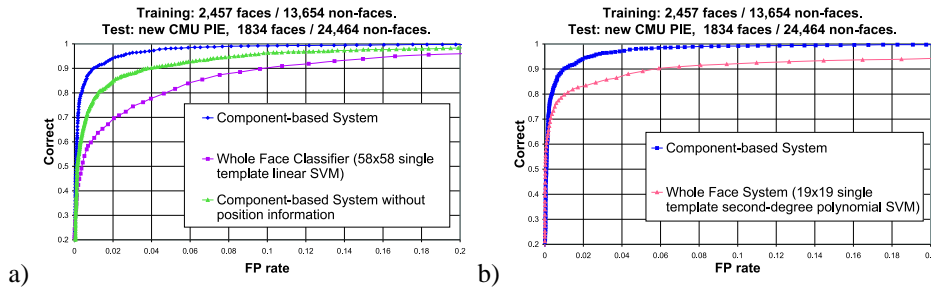 Training: 2,457 faces / 13,654 non-faces.
Test: new CMU PIE, 1834 faces / 24,464 non-faces.
1
0.9
0.8
0.7
0.6
0.5
0.4
0.3
0.2
Correct
Component-based System
Whole Face Classifier (58x58 single
template linear SVM)
Component-based System without
position information
0 0.02 0.04 0.06 0.08 0.1 0.12 0.14 0.16 0.18 0.2
FP rate
a)
Training: 2,457 faces / 13,654 non-faces.
Test: new CMU PIE, 1834 faces / 24,464 non-faces.
1
0.9
0.8
0.7
0.6
0.5
0.4
0.3
0.2
Correct
Component-based System
Whole Face System (19x19 single
template second-degree polynomial SVM)
0 0.02 0.04 0.06 0.08 0.1 0.12 0.14 0.16 0.18 0.2
FP rate
b)